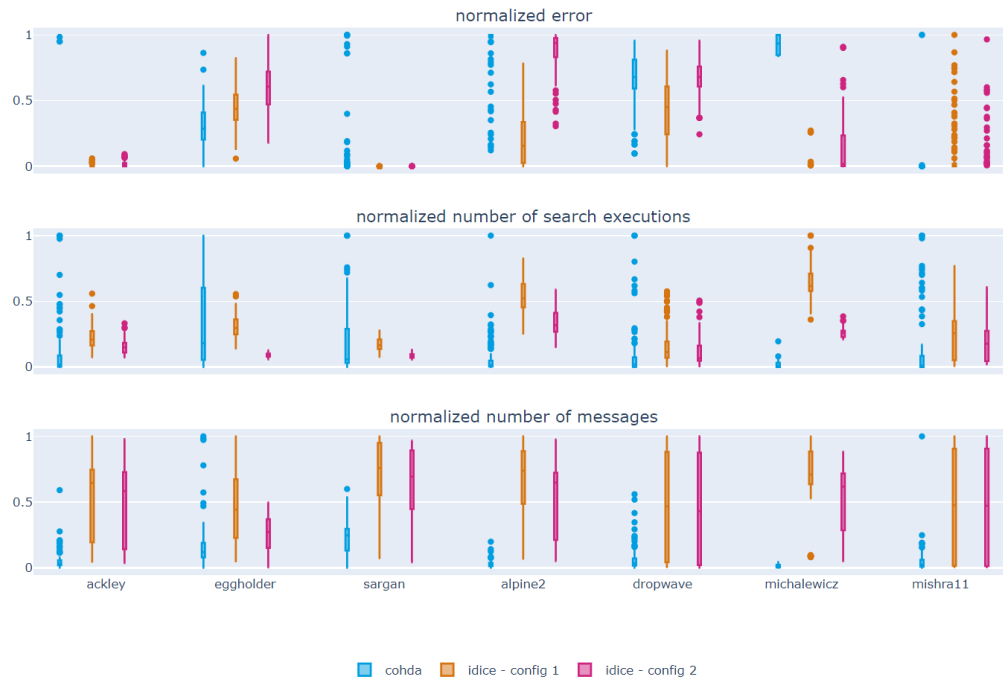 normalized error
1
0.5
0
normalized number of search executions
1
0.5
0
normalized number of messages
1
0.5
0
ackley eggholder sargan alpine2 dropwave michalewicz mishra11
cohda idice - config 1 idice - config 2